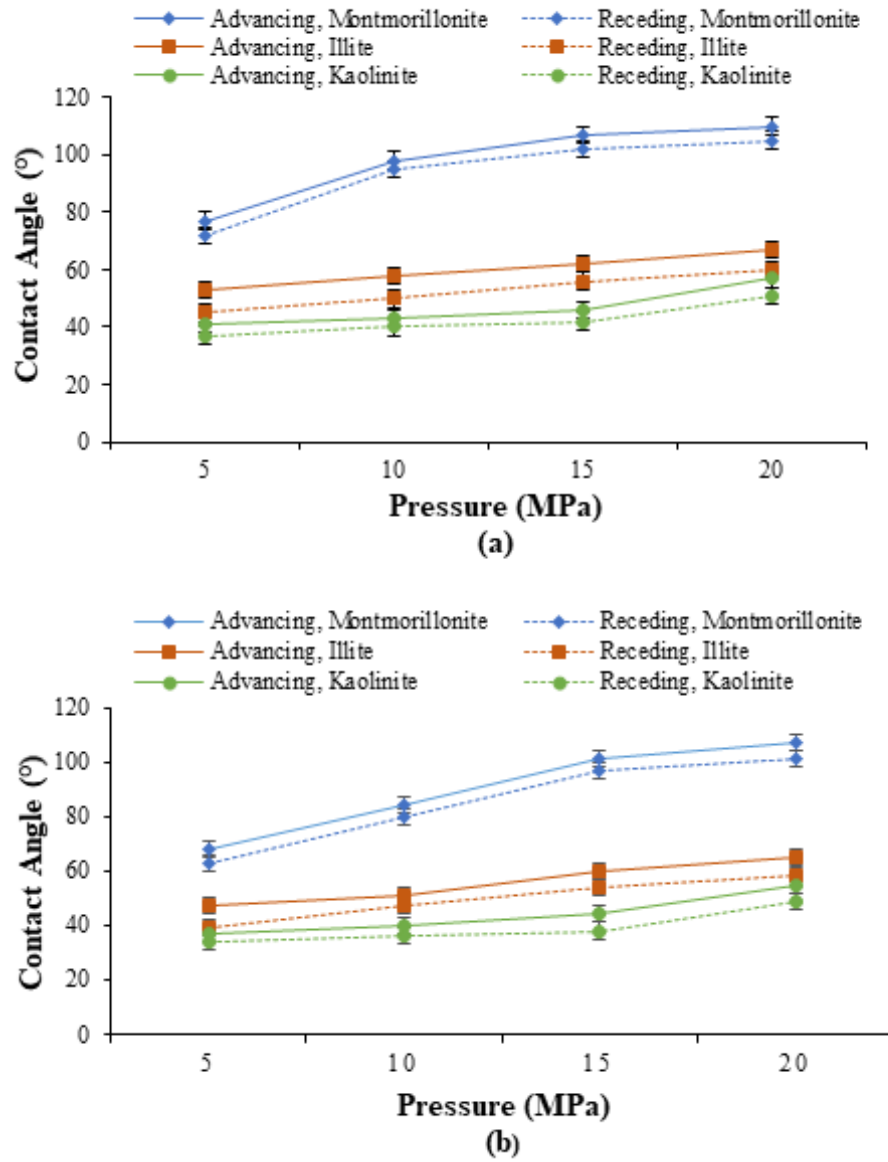 Advancing, Montmorillonite Receding, Montmorillonite
Advancing, Illite Receding, Illite
Advancing, Kaolinite Receding, Kaolinite
120
100
80
60
40
20
0
Contact Angle (°)
5 10 15 20
Pressure (MPa)
(a)
Advancing, Montmorillonite Receding, Montmorillonite
Advancing, Illite Receding, Illite
Advancing, Kaolinite Receding, Kaolinite
120
100
80
60
40
20
0
Contact Angle (°)
5 10 15 20
Pressure (MPa)
(b)